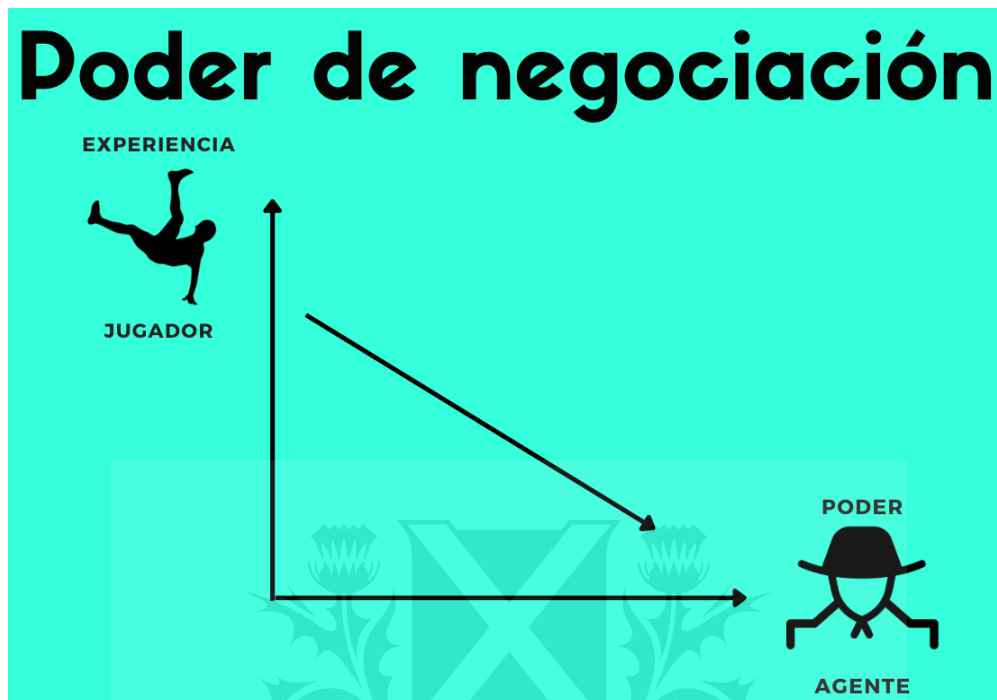 Poder de negociación
EXPERIENCIA
JUGADOR
PODER
AGENTE